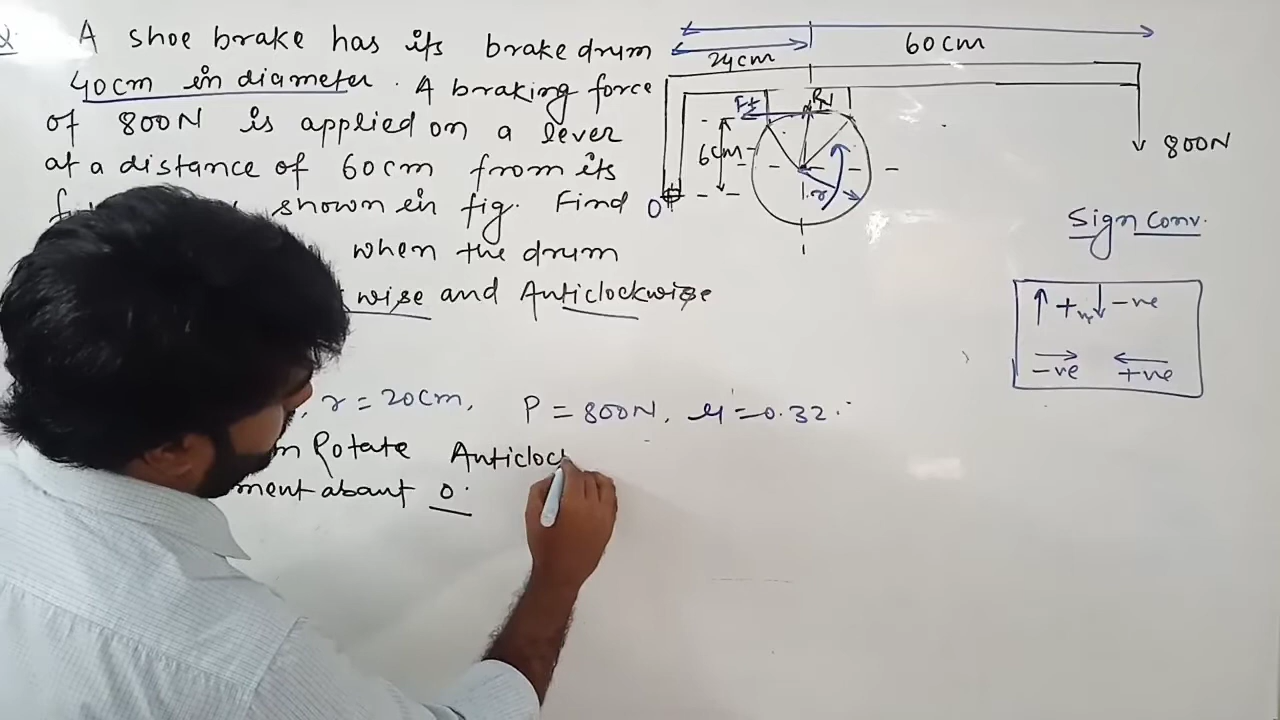 A shoe brake has its brake drum
40cm in diameter. A braking force
of 800N is applied on a lever
at a distance of 60cm from its
shown in fig. Find
when the drum
wise and Anticlockwise
, r = 20cm, P = 800N, μ = 0.32.
Rotate Anticloc
ment about O.
24cm
60cm
Ft
RN
6cm
r
O
800N
Sign Conv.
↑ +ve ↓ -ve
→ -ve ← +ve